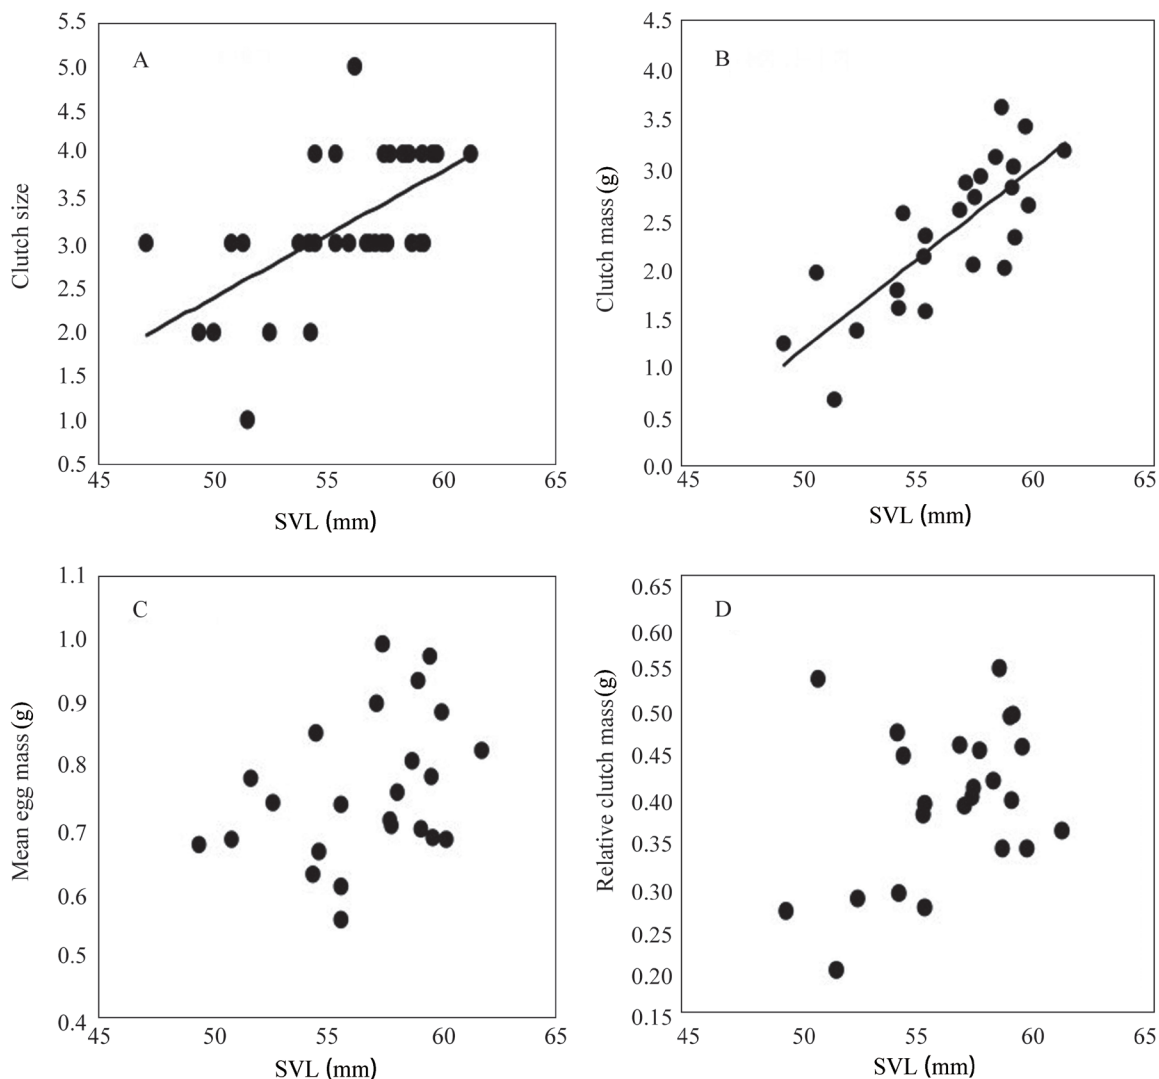 A
5.5
5.0
4.5
4.0
3.5
3.0
2.5
2.0
1.5
1.0
0.5
Clutch size
45 50 55 60 65
SVL (mm)
B
4.5
4.0
3.5
3.0
2.5
2.0
1.5
1.0
0.5
0.0
Clutch mass (g)
45 50 55 60 65
SVL (mm)
C
1.1
1.0
0.9
0.8
0.7
0.6
0.5
0.4
Mean egg mass (g)
45 50 55 60 65
SVL (mm)
D
0.65
0.60
0.55
0.50
0.45
0.40
0.35
0.30
0.25
0.20
0.15
Relative clutch mass (g)
45 50 55 60 65
SVL (mm)